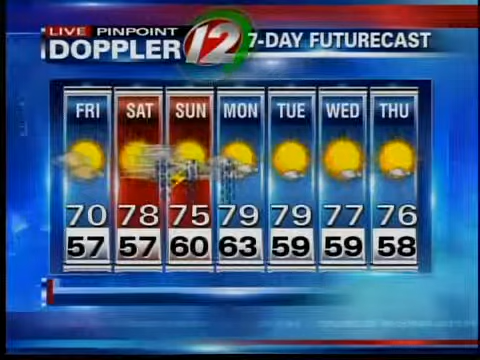 LIVE PINPOINT
DOPPLER 12 7-DAY FUTURECAST
FRI SAT SUN MON TUE WED THU
70 78 75 79 79 77 76
57 57 60 63 59 59 58